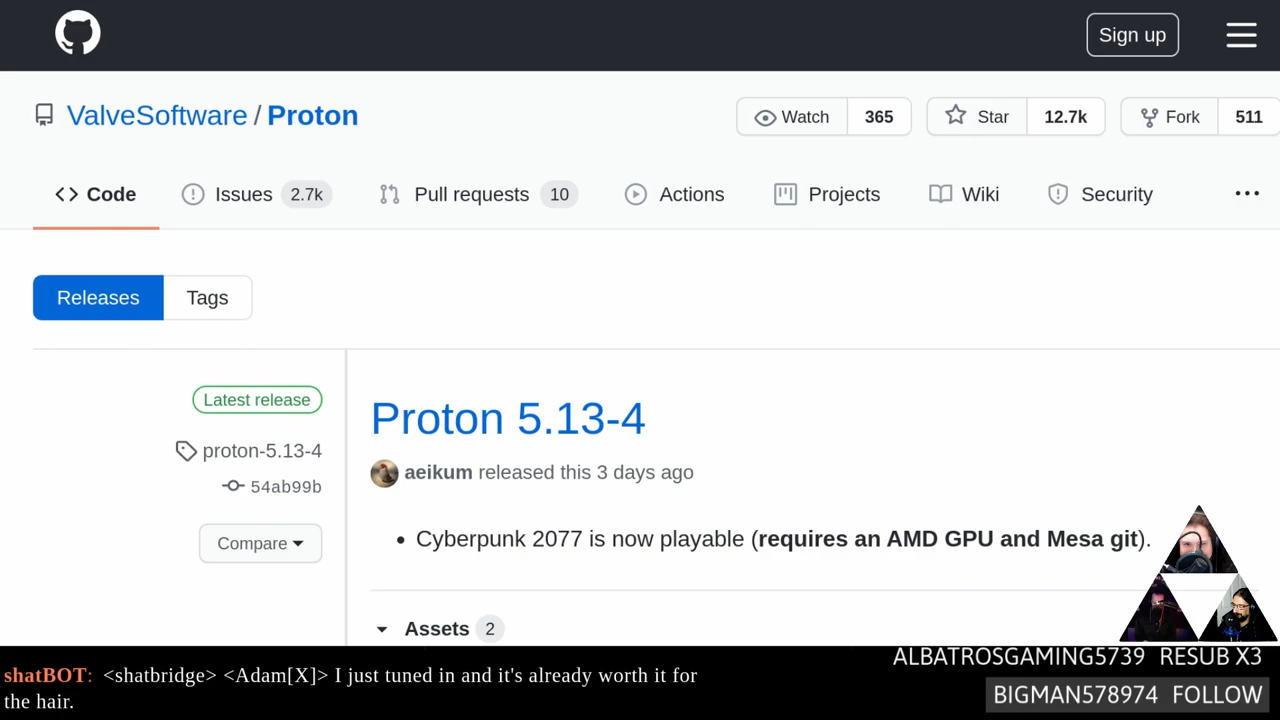 Sign up
ValveSoftware / Proton
Watch 365 Star 12.7k Fork 511
Code Issues 2.7k Pull requests 10 Actions Projects Wiki Security ...
Releases Tags
Latest release
Proton 5.13-4
proton-5.13-4
aeikum released this 3 days ago
54ab99b
Compare
• Cyberpunk 2077 is now playable (requires an AMD GPU and Mesa git).
Assets 2
ALBATROSGAMING5739 RESUB X3
shatBOT: <shatbridge> <Adam[X]> I just tuned in and it's already worth it for
the hair.
BIGMAN578974 FOLLOW